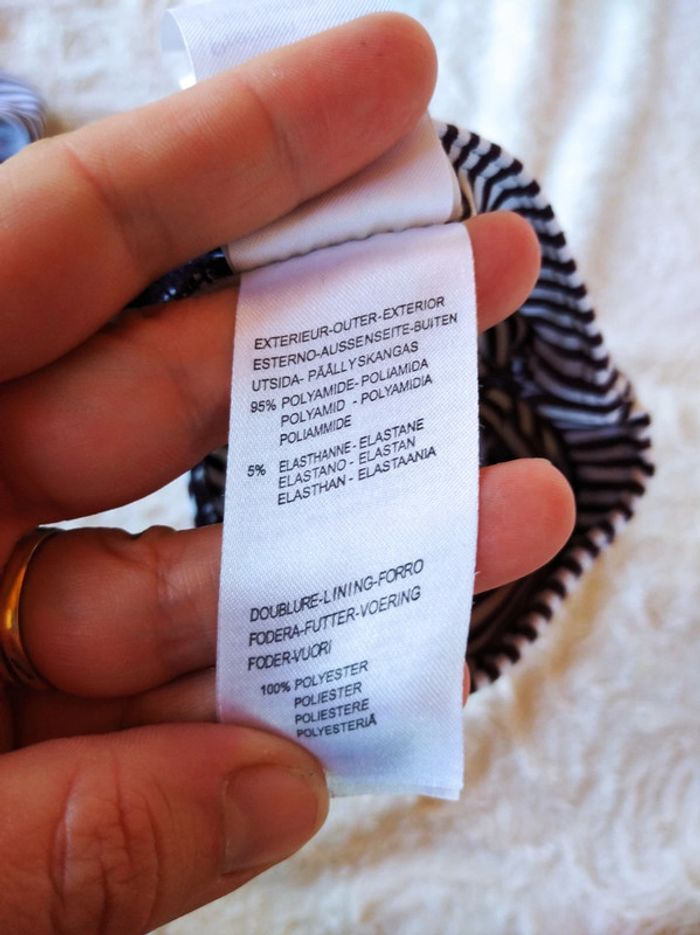 EXTERIEUR-OUTER-EXTERIOR
ESTERNO-AUSSENSEITE-BUITEN
UTSIDA- PÄÄLLYSKANGAS
95% POLYAMIDE-POLIAMIDA
POLYAMID - POLYAMIDIA
POLIAMMIDE
5% ELASTHANNE-ELASTANE
ELASTANO - ELASTAN
ELASTHAN - ELASTAANIA
DOUBLURE-LINING-FORRO
FODERA-FUTTER-VOERING
FODER-VUORI
100% POLYESTER
POLIESTER
POLIESTERE
POLYESTERIÄ